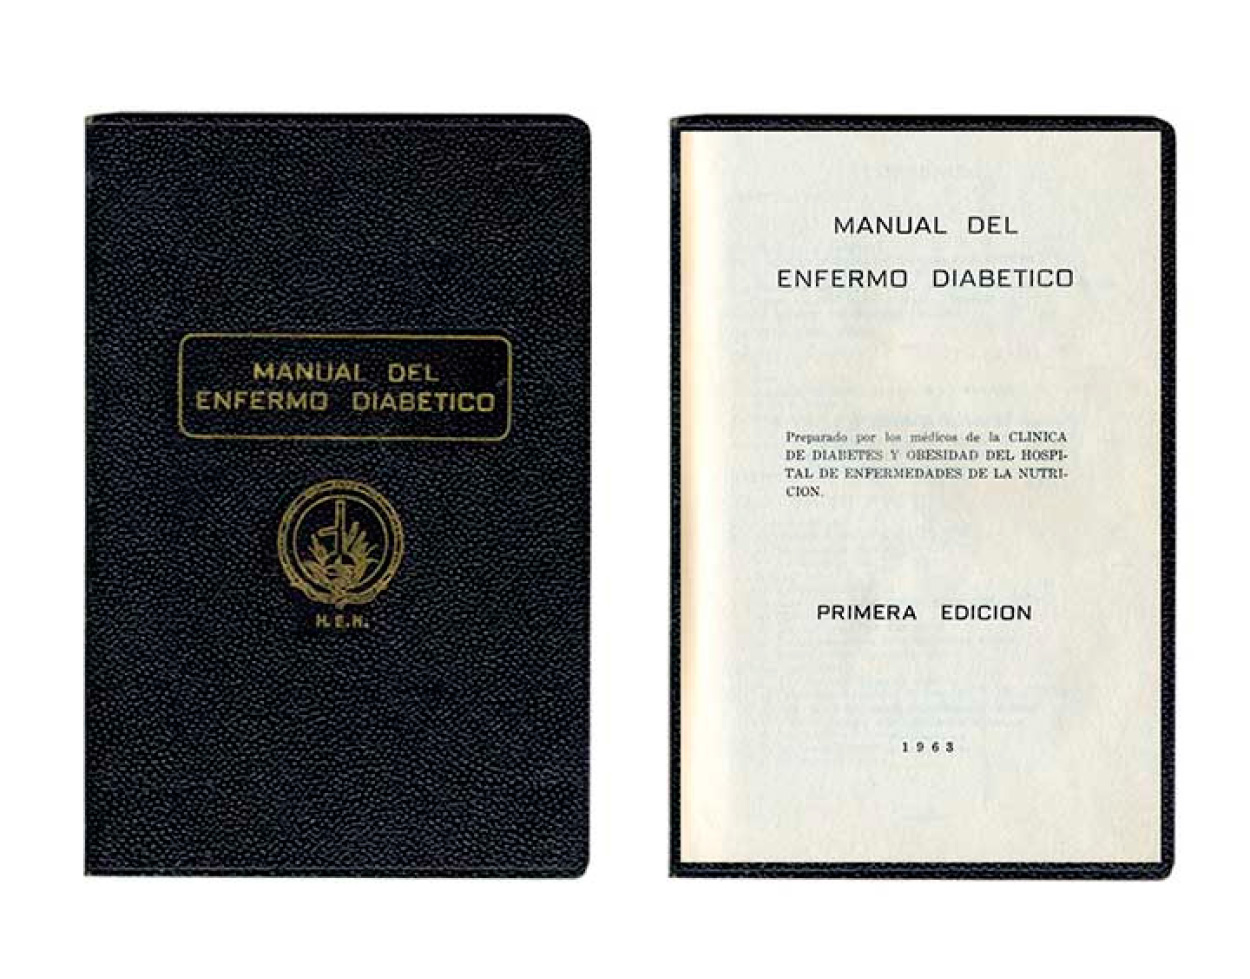 MANUAL DEL
ENFERMO DIABETICO
H. E. N.
MANUAL DEL
ENFERMO DIABETICO
Preparado por los médicos de la CLINICA
DE DIABETES Y OBESIDAD DEL HOSPI-
TAL DE ENFERMEDADES DE LA NUTRI-
CION.
PRIMERA EDICION
1963